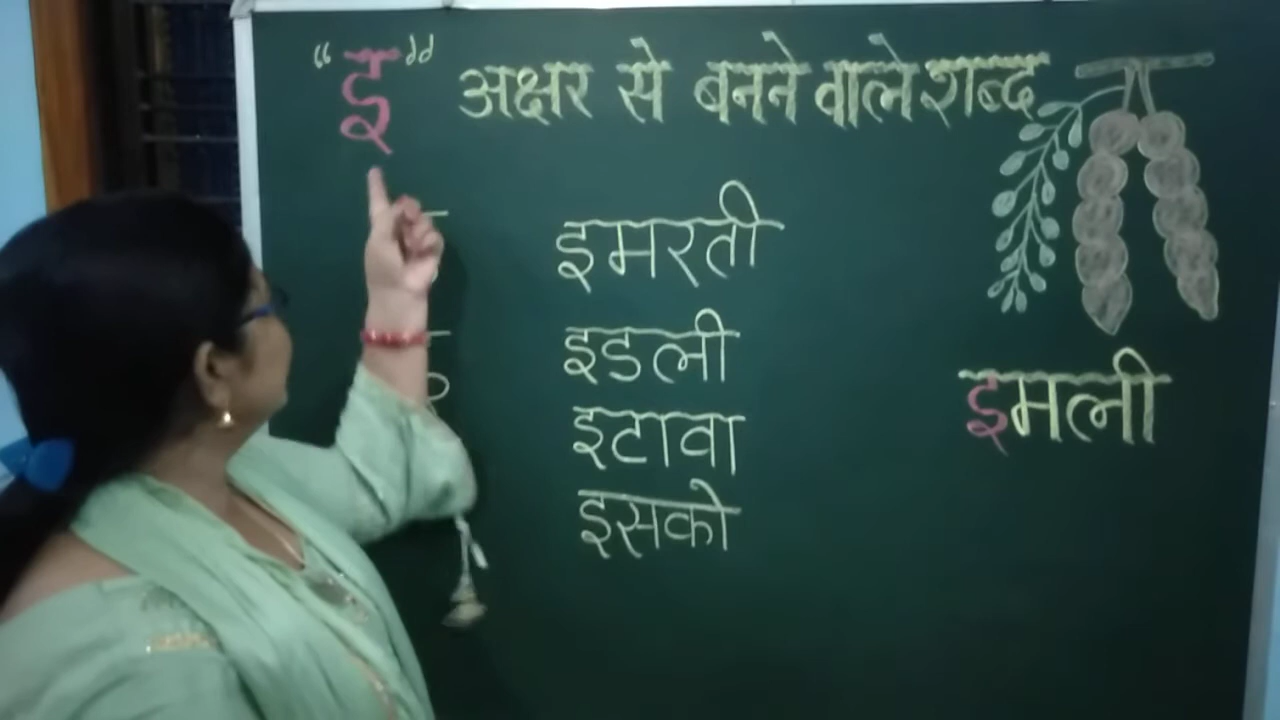 "इ" अक्षर से बनने वाले शब्द
इमरती
इडली
इटावा
इसको
इमली